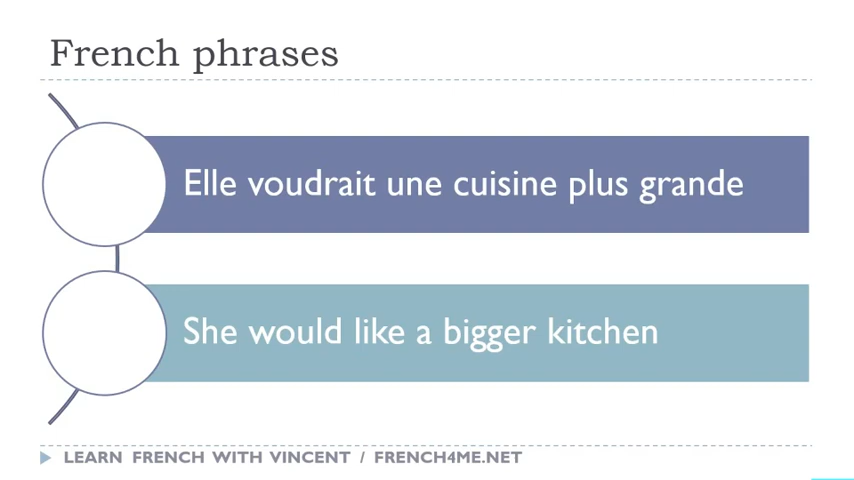 French phrases
Elle voudrait une cuisine plus grande
She would like a bigger kitchen
LEARN FRENCH WITH VINCENT / FRENCH4ME.NET